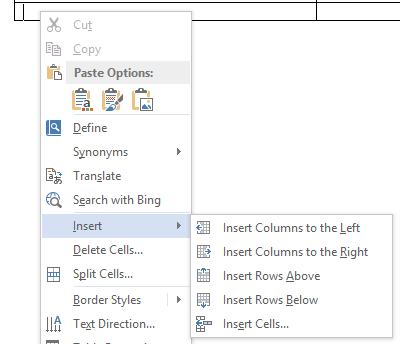 Cut
Copy
Paste Options:
Define
Synonyms
Translate
Search with Bing
Insert
Delete Cells...
Split Cells...
Border Styles
Text Direction...
Insert Columns to the Left
Insert Columns to the Right
Insert Rows Above
Insert Rows Below
Insert Cells...